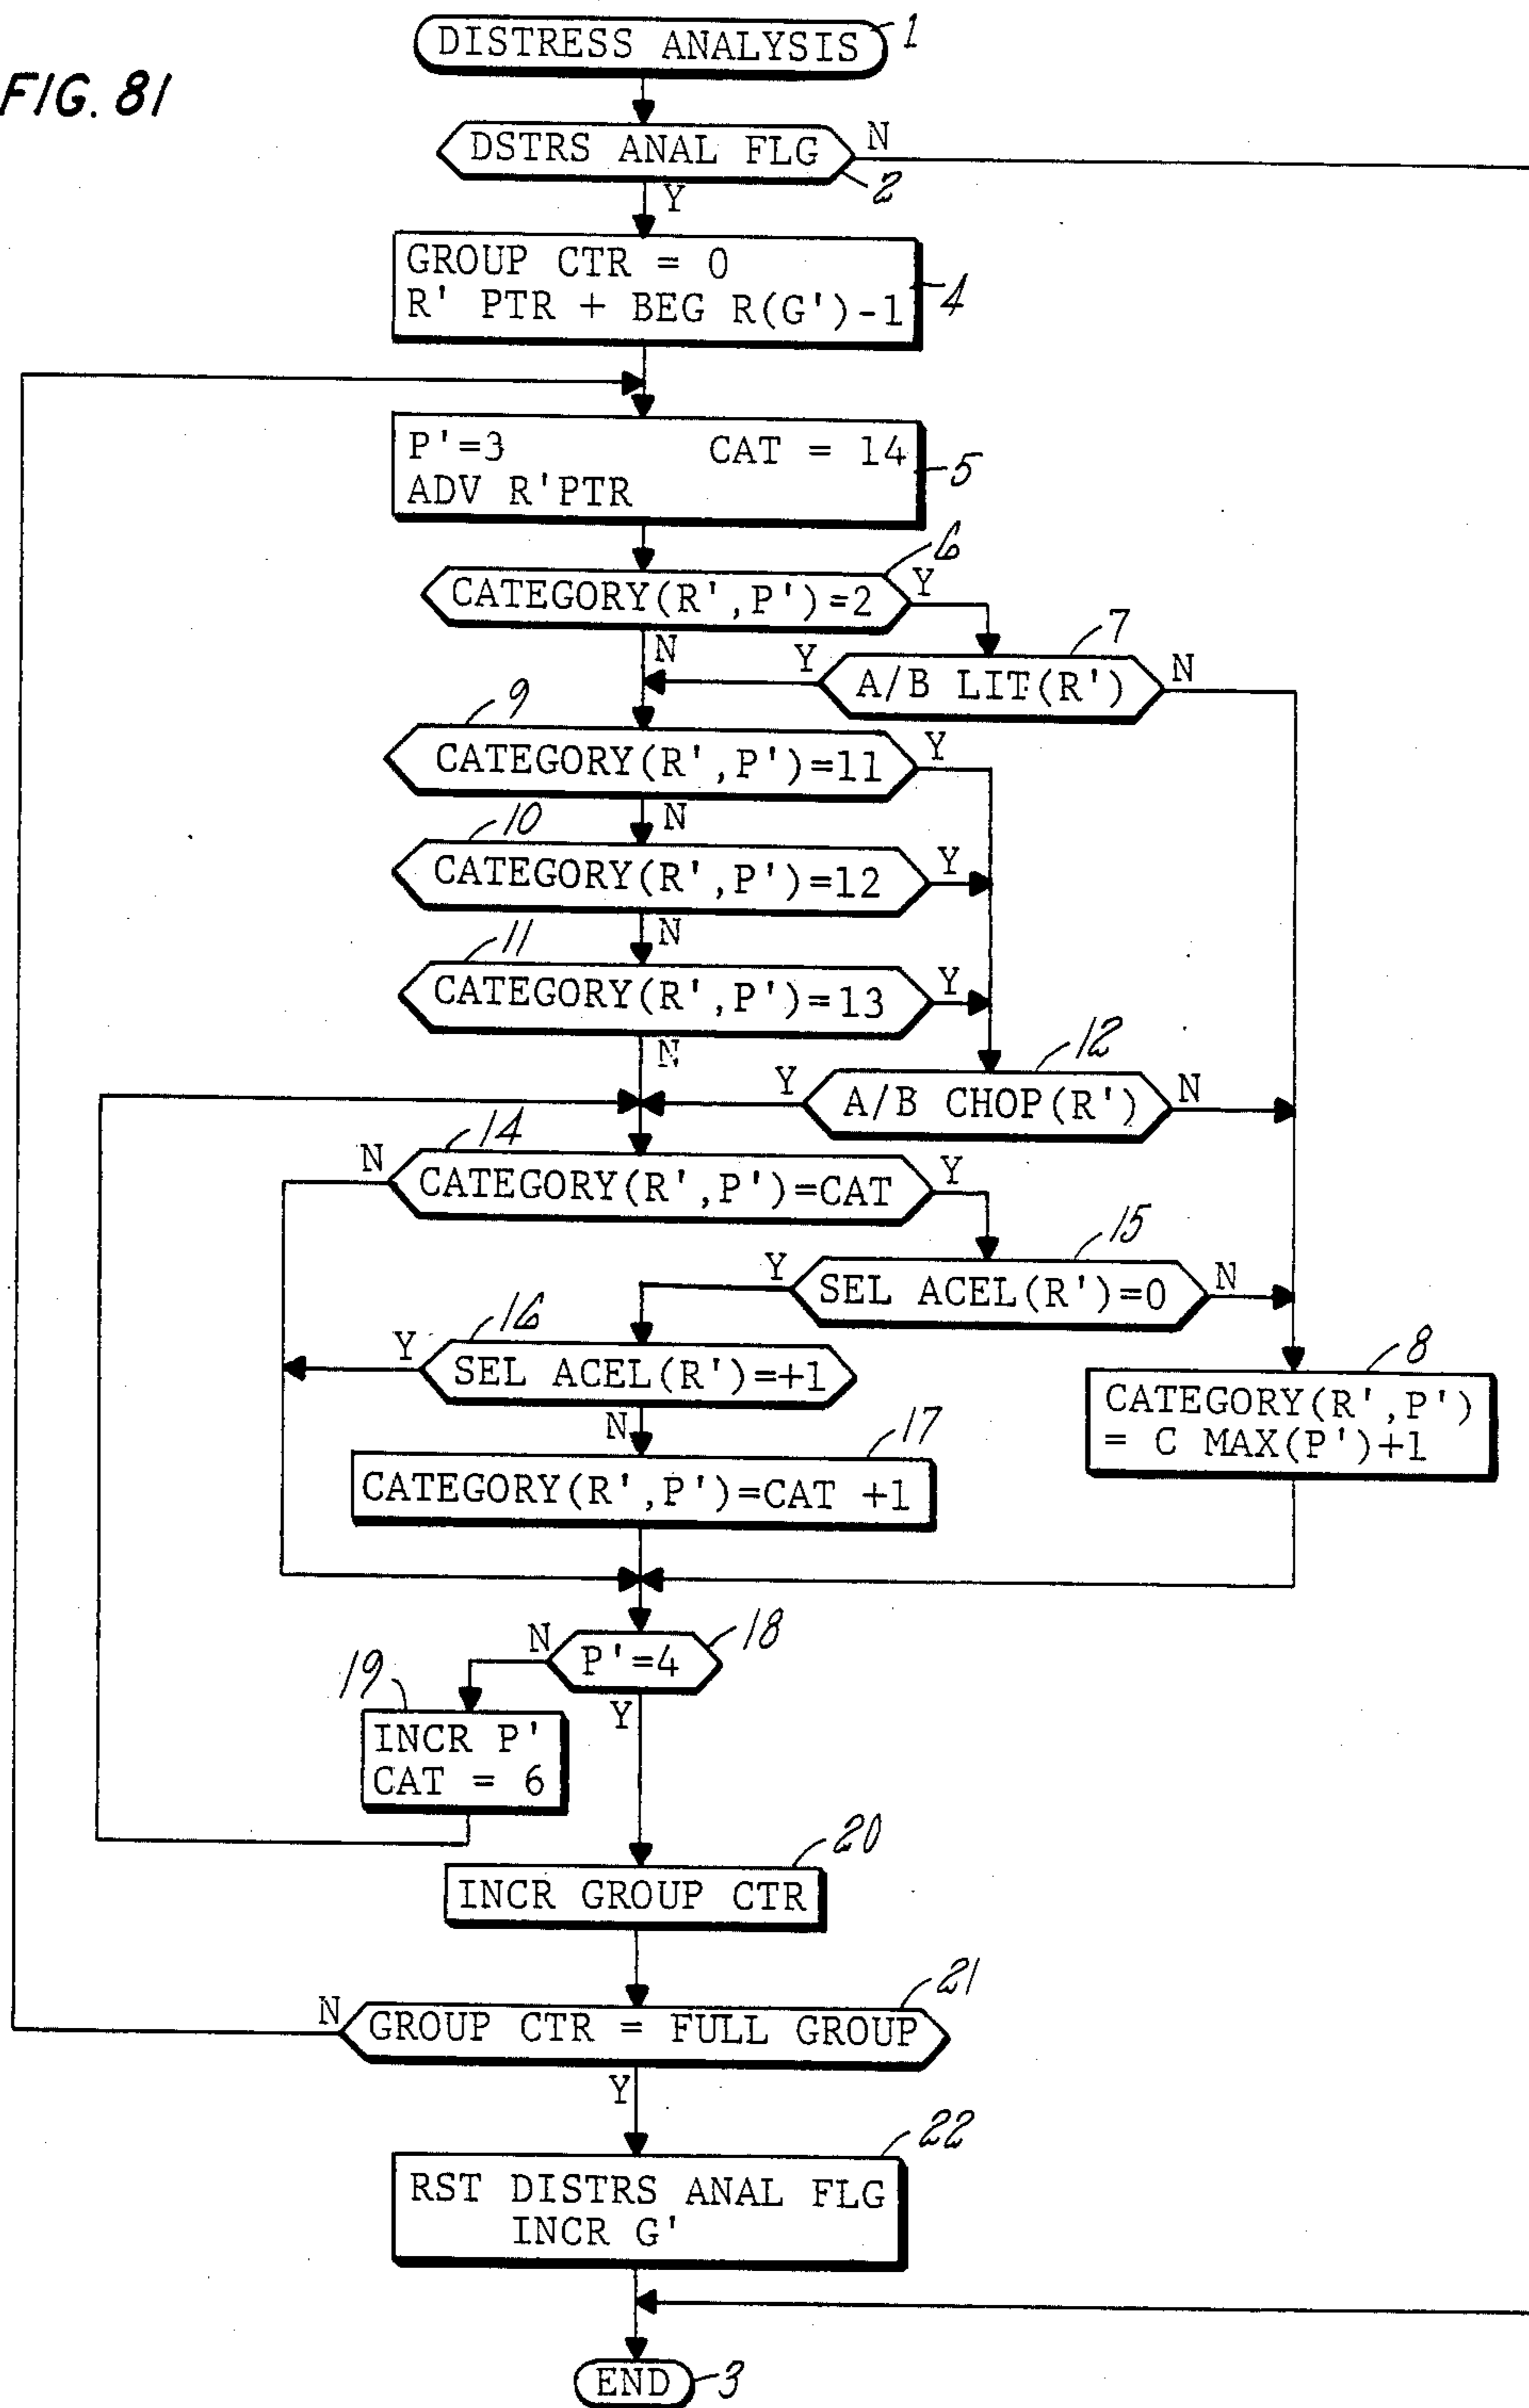 FIG. 81
DISTRESS ANALYSIS
1
DSTRS ANAL FLG
N
2
Y
GROUP CTR = 0
R' PTR + BEG R(G')-1
4
P'=3 CAT = 14
ADV R'PTR
5
6
CATEGORY(R',P')=2
Y
N
7
Y
A/B LIT(R')
N
9
CATEGORY(R',P')=11
Y
N
10
CATEGORY(R',P')=12
Y
N
11
CATEGORY(R',P')=13
Y
N
12
Y
A/B CHOP(R')
N
14
N
CATEGORY(R',P')=CAT
Y
15
Y
SEL ACEL(R')=0
N
16
Y
SEL ACEL(R')=+1
N
8
CATEGORY(R',P')
= C MAX(P')+1
17
CATEGORY(R',P')=CAT +1
18
N
P'=4
Y
19
INCR P'
CAT = 6
20
INCR GROUP CTR
21
N
GROUP CTR = FULL GROUP
Y
22
RST DISTRS ANAL FLG
INCR G'
END
3